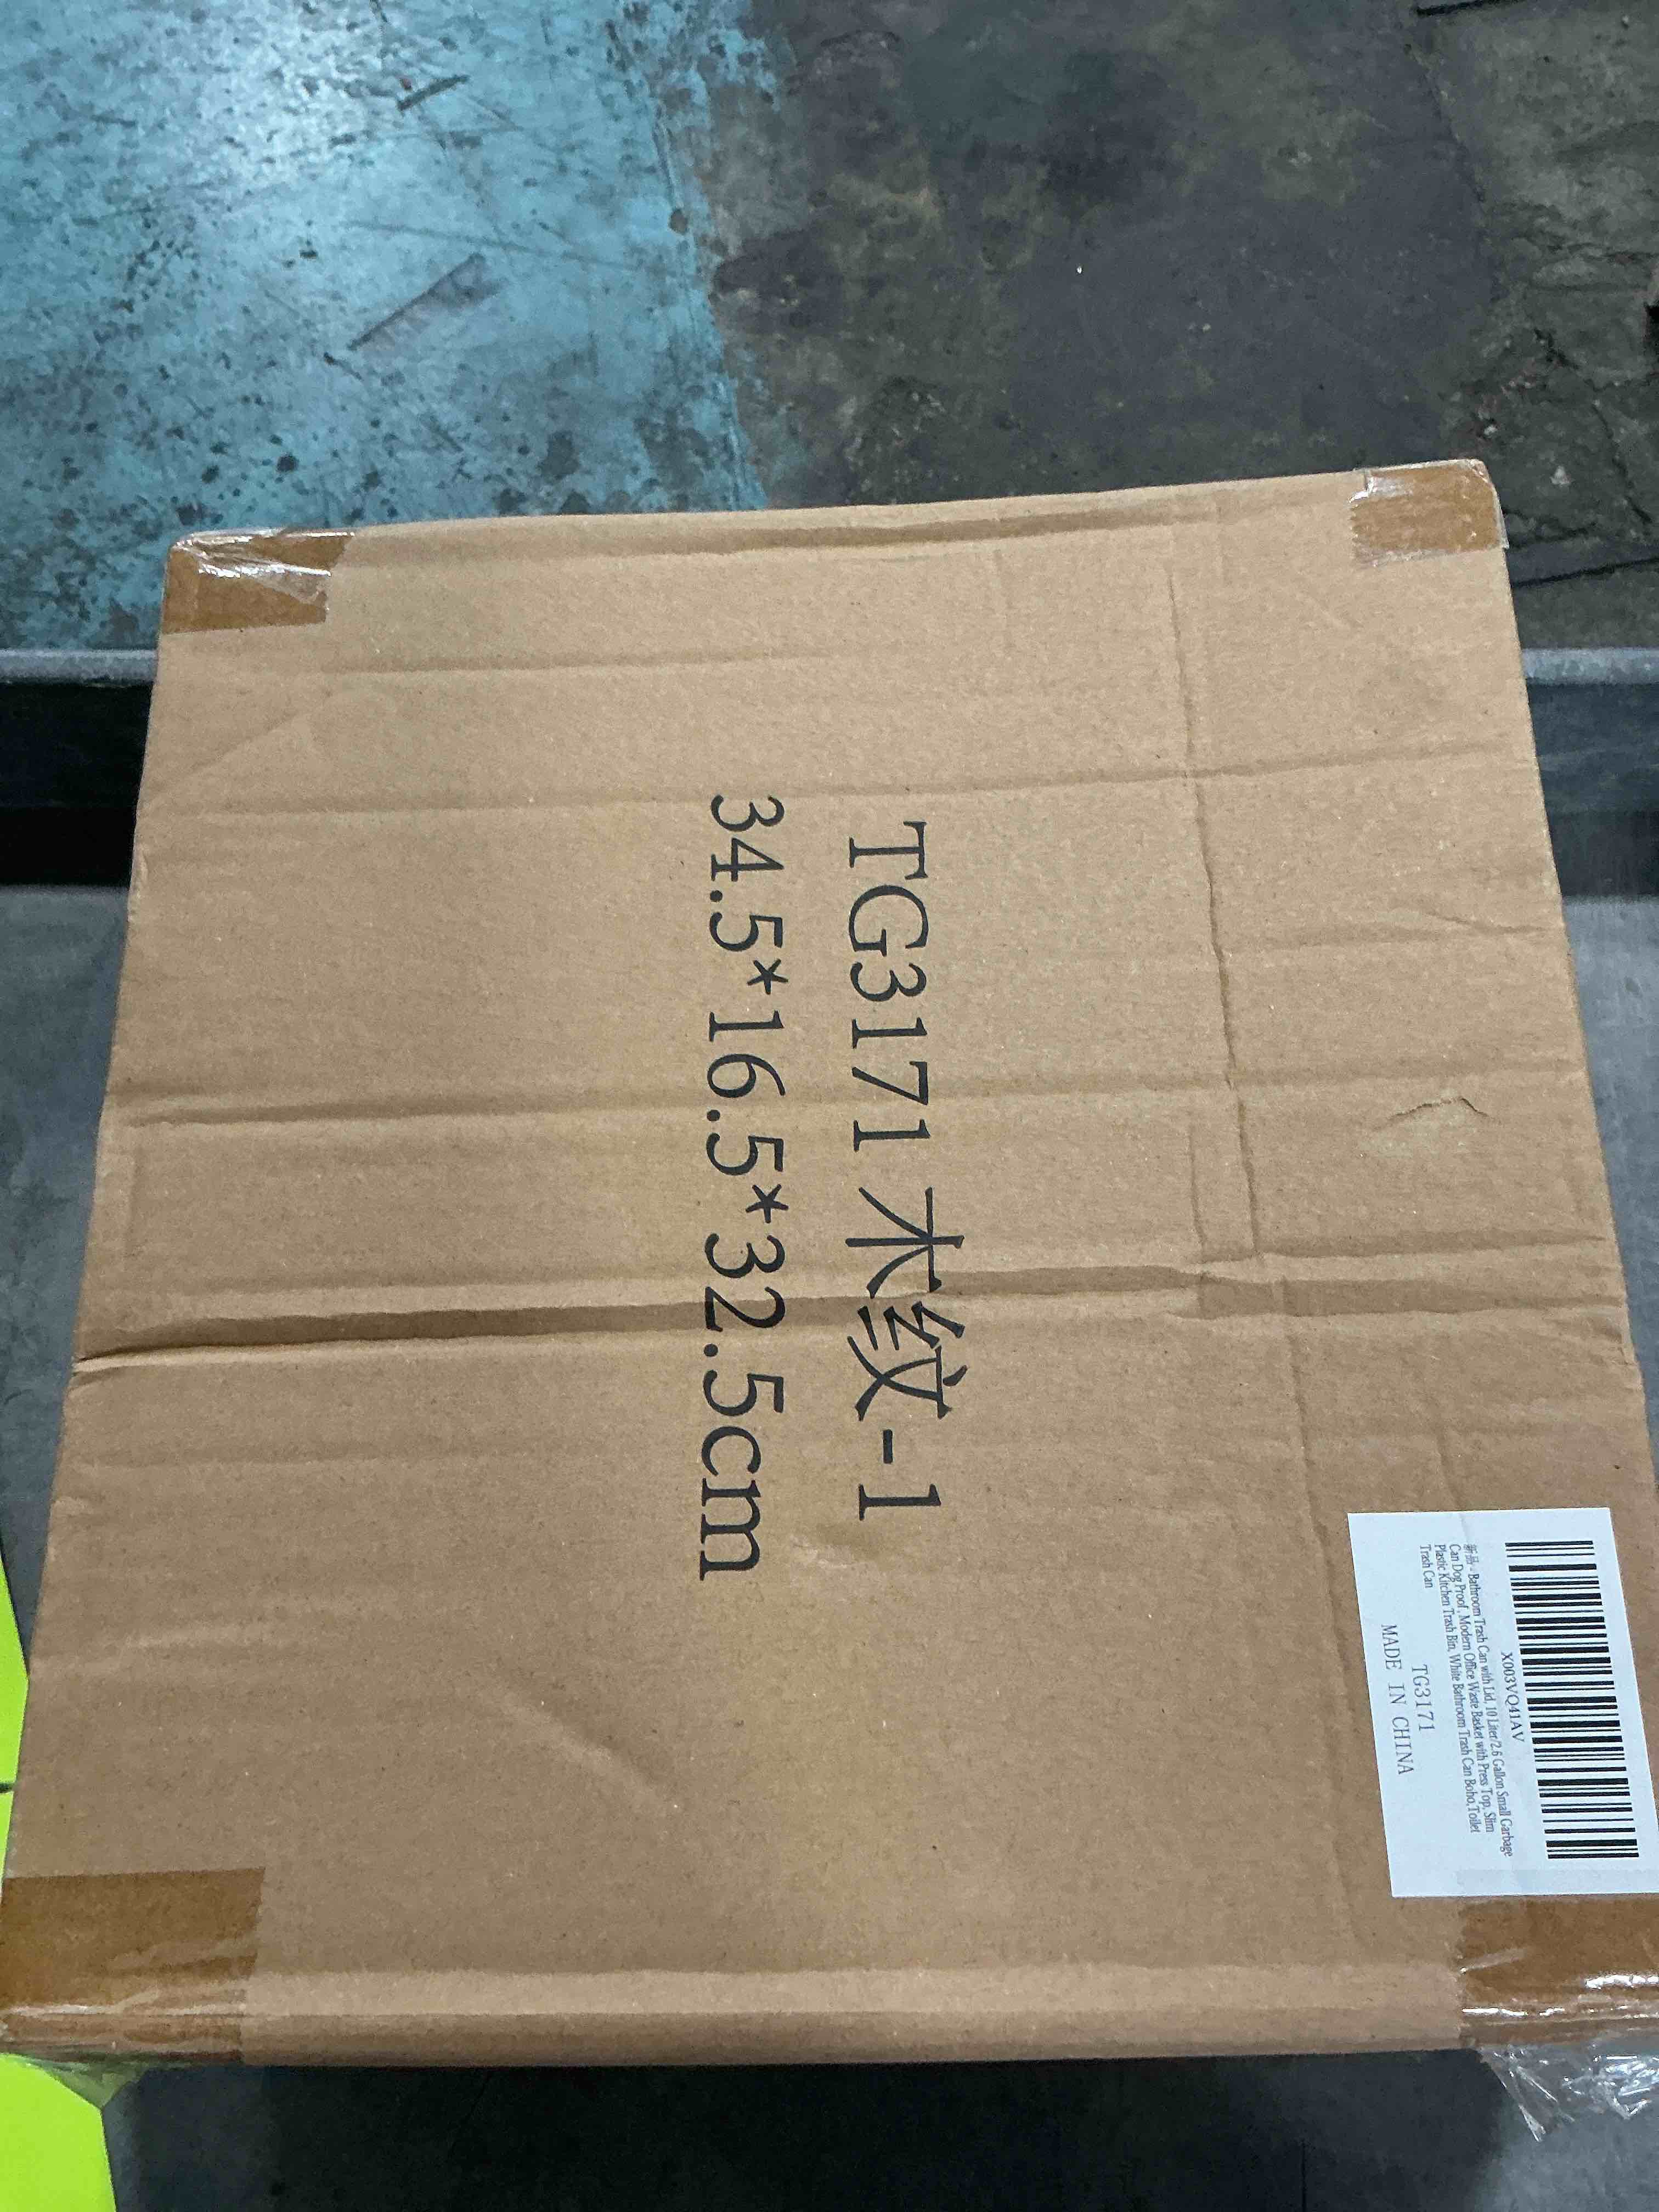 TG3171 木纹-1
34.5*16.5*32.5cm
X003VQ41AV
新品 - Bathroom Trash Can with Lid, 10 Liter/2.6 Gallon Small Garbage
Can Dog Proof , Modern Office Waste Basket with Press Top, Slim
Plastic Kitchen Trash Bin, White Bathroom Trash Can Boho,Toilet
Trash Can
TG3171
MADE IN CHINA